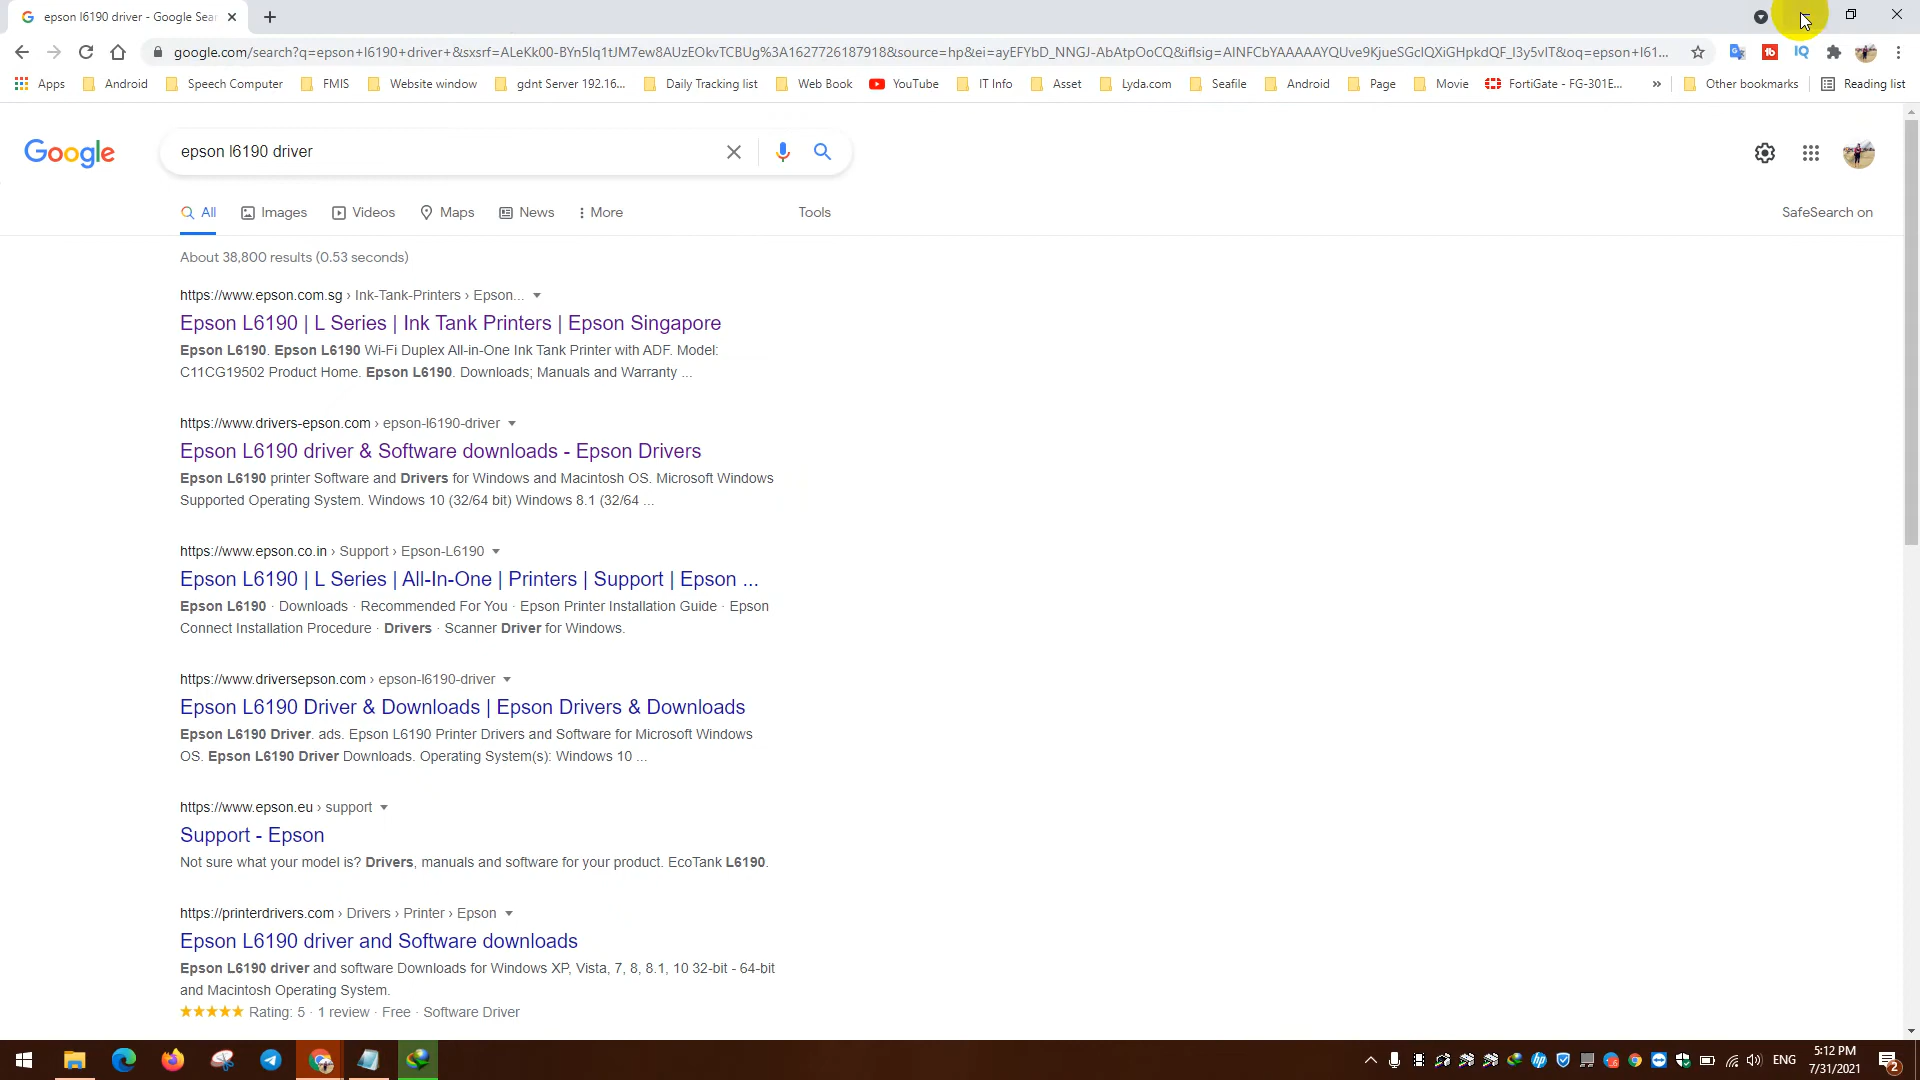 epson l6190 driver - Google Sear
google.com/search?q=epson+l6190+driver+&sxsrf=ALeKk00-BYn5Iq1tJM7ew8AUzEOkvTCBUg%3A1627726187918&source=hp&ei=ayEFYbD_NNGJ-AbAtpOoCQ&iflsig=AINFCbYAAAAAYQUve9KjueSGclQXiGHpkdQF_I3y5vIT&oq=epson+l61...
Apps Android Speech Computer FMIS Website window gdnt Server 192.16... Daily Tracking list Web Book YouTube IT Info Asset Lyda.com Seafile Android Page Movie FortiGate - FG-301E... » Other bookmarks Reading list
Google
epson l6190 driver
All Images Videos Maps News More Tools SafeSearch on
About 38,800 results (0.53 seconds)
https://www.epson.com.sg › Ink-Tank-Printers › Epson...
Epson L6190 | L Series | Ink Tank Printers | Epson Singapore
Epson L6190. Epson L6190 Wi-Fi Duplex All-in-One Ink Tank Printer with ADF. Model:
C11CG19502 Product Home. Epson L6190. Downloads; Manuals and Warranty ...
https://www.drivers-epson.com › epson-l6190-driver
Epson L6190 driver & Software downloads - Epson Drivers
Epson L6190 printer Software and Drivers for Windows and Macintosh OS. Microsoft Windows
Supported Operating System. Windows 10 (32/64 bit) Windows 8.1 (32/64 ...
https://www.epson.co.in › Support › Epson-L6190
Epson L6190 | L Series | All-In-One | Printers | Support | Epson ...
Epson L6190 · Downloads · Recommended For You · Epson Printer Installation Guide · Epson
Connect Installation Procedure · Drivers · Scanner Driver for Windows.
https://www.driversepson.com › epson-l6190-driver
Epson L6190 Driver & Downloads | Epson Drivers & Downloads
Epson L6190 Driver. ads. Epson L6190 Printer Drivers and Software for Microsoft Windows
OS. Epson L6190 Driver Downloads. Operating System(s): Windows 10 ...
https://www.epson.eu › support
Support - Epson
Not sure what your model is? Drivers, manuals and software for your product. EcoTank L6190.
https://printerdrivers.com › Drivers › Printer › Epson
Epson L6190 driver and Software downloads
Epson L6190 driver and software Downloads for Windows XP, Vista, 7, 8, 8.1, 10 32-bit - 64-bit
and Macintosh Operating System.
★★★★★ Rating: 5 · 1 review · Free · Software Driver
ENG
5:12 PM
7/31/2021
2